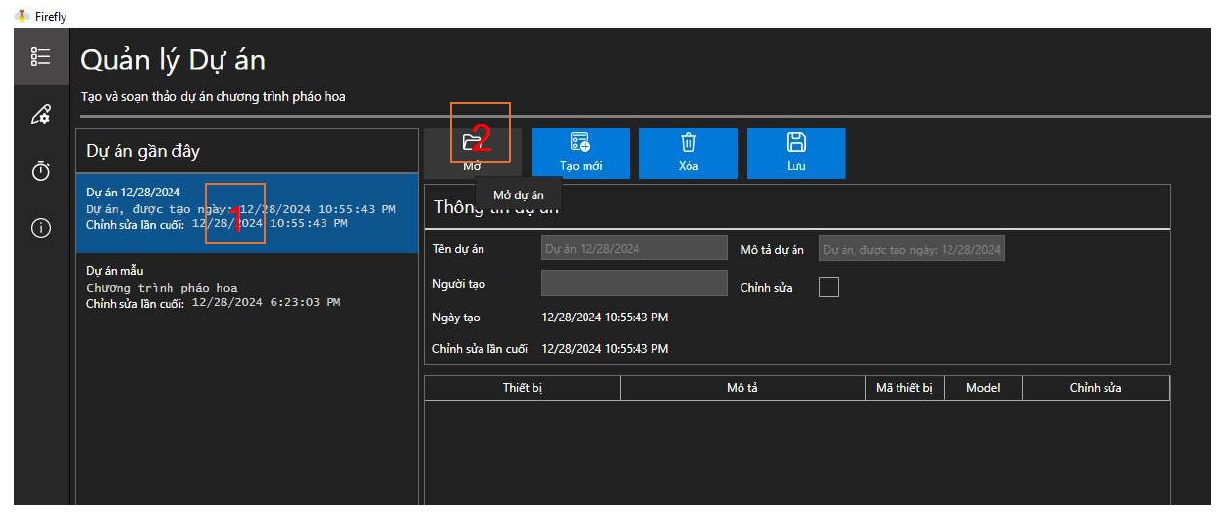 Firefly
Quản lý Dự án
Tạo và soạn thảo dự án chương trình pháo hoa
Dự án gần đây
Dự án 12/28/2024
Dự án, được tạo ngày: 12/28/2024 10:55:43 PM
Chỉnh sửa lần cuối: 12/28/2024 10:55:43 PM
1
Dự án mẫu
Chương trình pháo hoa
Chỉnh sửa lần cuối: 12/28/2024 6:23:03 PM
2
Mở
Tạo mới
Xóa
Lưu
Mở dự án
Thông tin dự án
Tên dự án
Dự án 12/28/2024
Mô tả dự án
Dự án, được tạo ngày: 12/28/2024
Người tạo
Chỉnh sửa
Ngày tạo
12/28/2024 10:55:43 PM
Chỉnh sửa lần cuối
12/28/2024 10:55:43 PM
Thiết bị
Mô tả
Mã thiết bị
Model
Chỉnh sửa